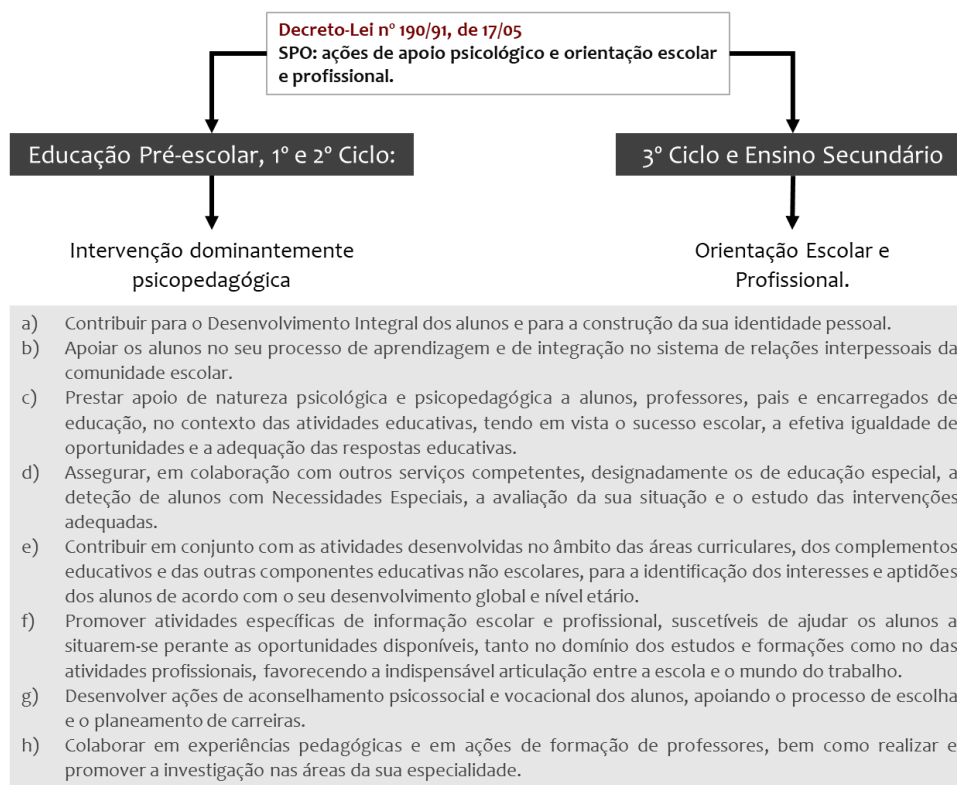 Decreto-Lei nº 190/91, de 17/05
SPO: ações de apoio psicológico e orientação escolar
e profissional.
Educação Pré-escolar, 1º e 2º Ciclo:
3º Ciclo e Ensino Secundário
Intervenção dominantemente
psicopedagógica
Orientação Escolar e
Profissional.
a) Contribuir para o Desenvolvimento Integral dos alunos e para a construção da sua identidade pessoal.
b) Apoiar os alunos no seu processo de aprendizagem e de integração no sistema de relações interpessoais da
comunidade escolar.
c) Prestar apoio de natureza psicológica e psicopedagógica a alunos, professores, pais e encarregados de
educação, no contexto das atividades educativas, tendo em vista o sucesso escolar, a efetiva igualdade de
oportunidades e a adequação das respostas educativas.
d) Assegurar, em colaboração com outros serviços competentes, designadamente os de educação especial, a
deteção de alunos com Necessidades Especiais, a avaliação da sua situação e o estudo das intervenções
adequadas.
e) Contribuir em conjunto com as atividades desenvolvidas no âmbito das áreas curriculares, dos complementos
educativos e das outras componentes educativas não escolares, para a identificação dos interesses e aptidões
dos alunos de acordo com o seu desenvolvimento global e nível etário.
f) Promover atividades específicas de informação escolar e profissional, suscetíveis de ajudar os alunos a
situarem-se perante as oportunidades disponíveis, tanto no domínio dos estudos e formações como no das
atividades profissionais, favorecendo a indispensável articulação entre a escola e o mundo do trabalho.
g) Desenvolver ações de aconselhamento psicossocial e vocacional dos alunos, apoiando o processo de escolha
e o planeamento de carreiras.
h) Colaborar em experiências pedagógicas e em ações de formação de professores, bem como realizar e
promover a investigação nas áreas da sua especialidade.